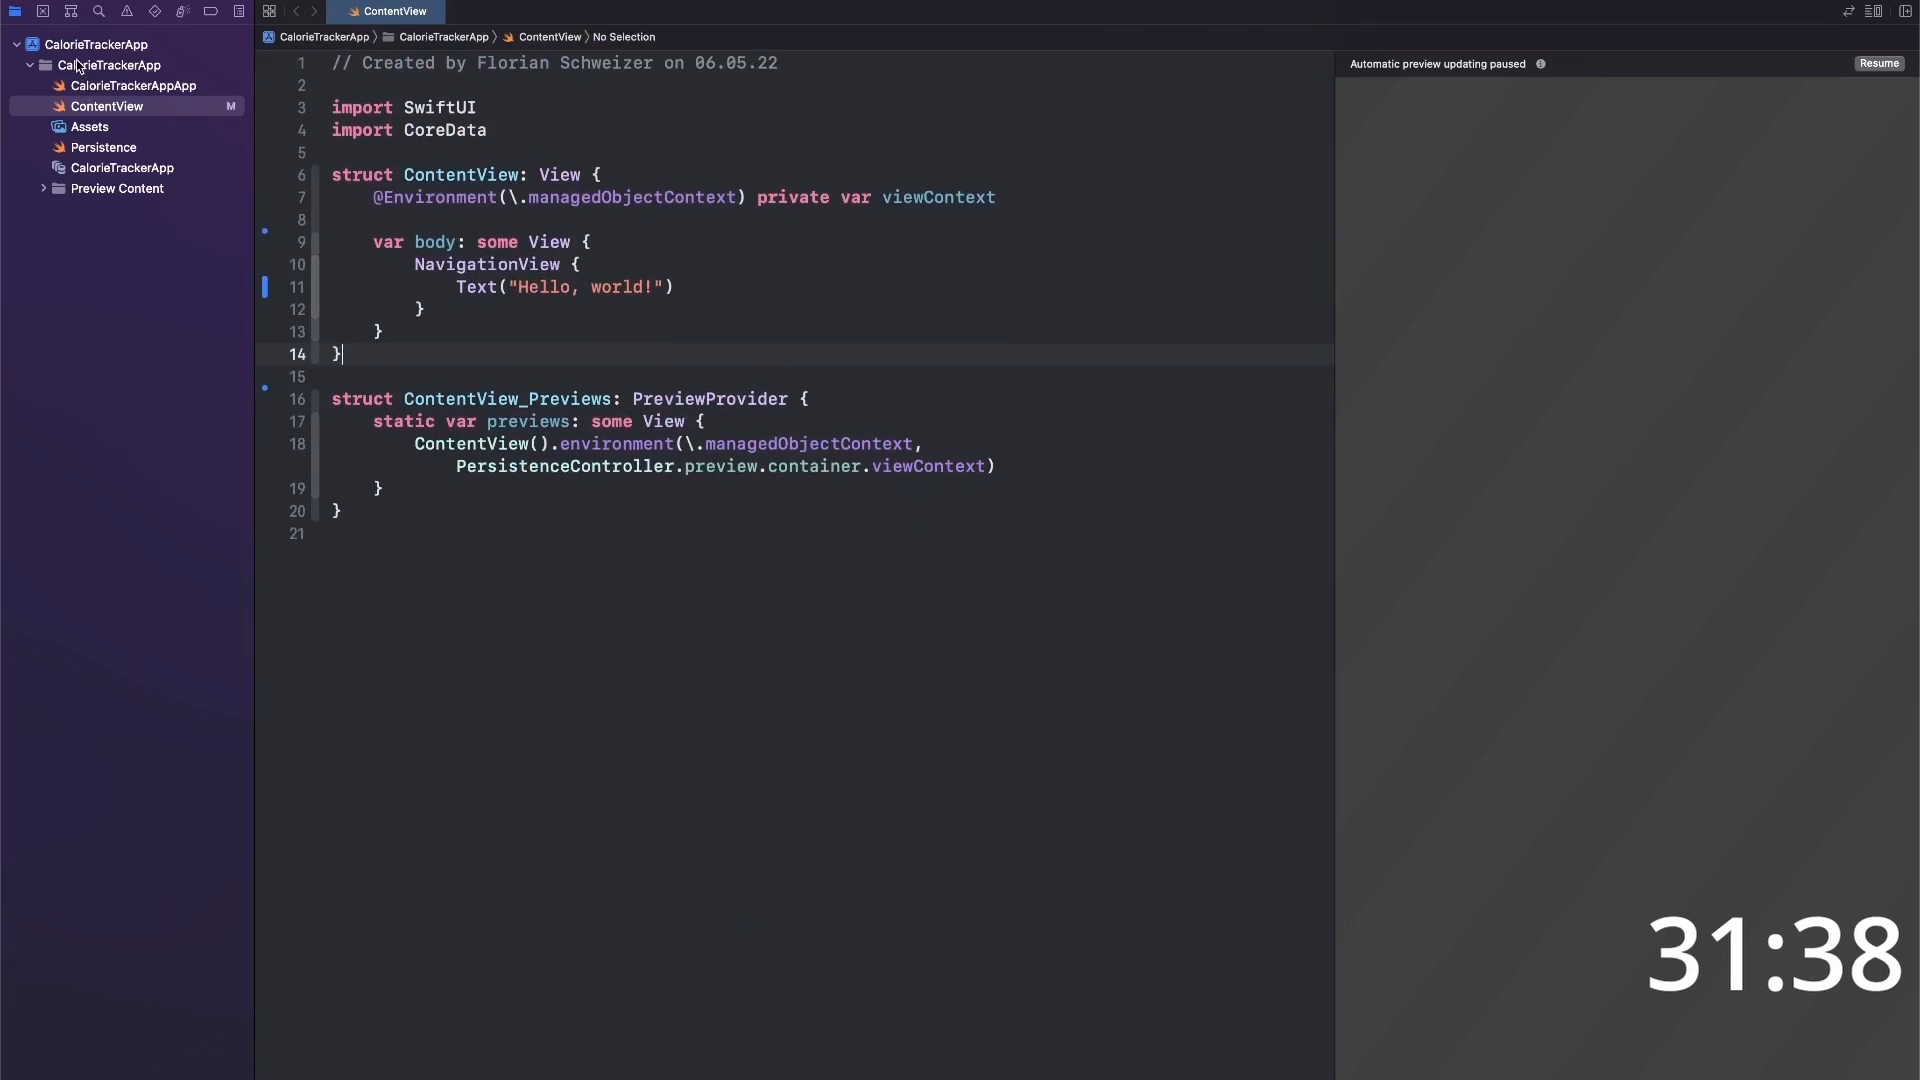 ContentView
CalorieTrackerApp
CalorieTrackerApp
CalorieTrackerAppApp
ContentView M
Assets
Persistence
CalorieTrackerApp
Preview Content
CalorieTrackerApp CalorieTrackerApp ContentView No Selection
1 // Created by Florian Schweizer on 06.05.22
2
3 import SwiftUI
4 import CoreData
5
6 struct ContentView: View {
7 @Environment(\.managedObjectContext) private var viewContext
8
9 var body: some View {
10 NavigationView {
11 Text("Hello, world!")
12 }
13 }
14 }
15
16 struct ContentView_Previews: PreviewProvider {
17 static var previews: some View {
18 ContentView().environment(\.managedObjectContext,
PersistenceController.preview.container.viewContext)
19 }
20 }
21
Automatic preview updating paused
Resume
31:38